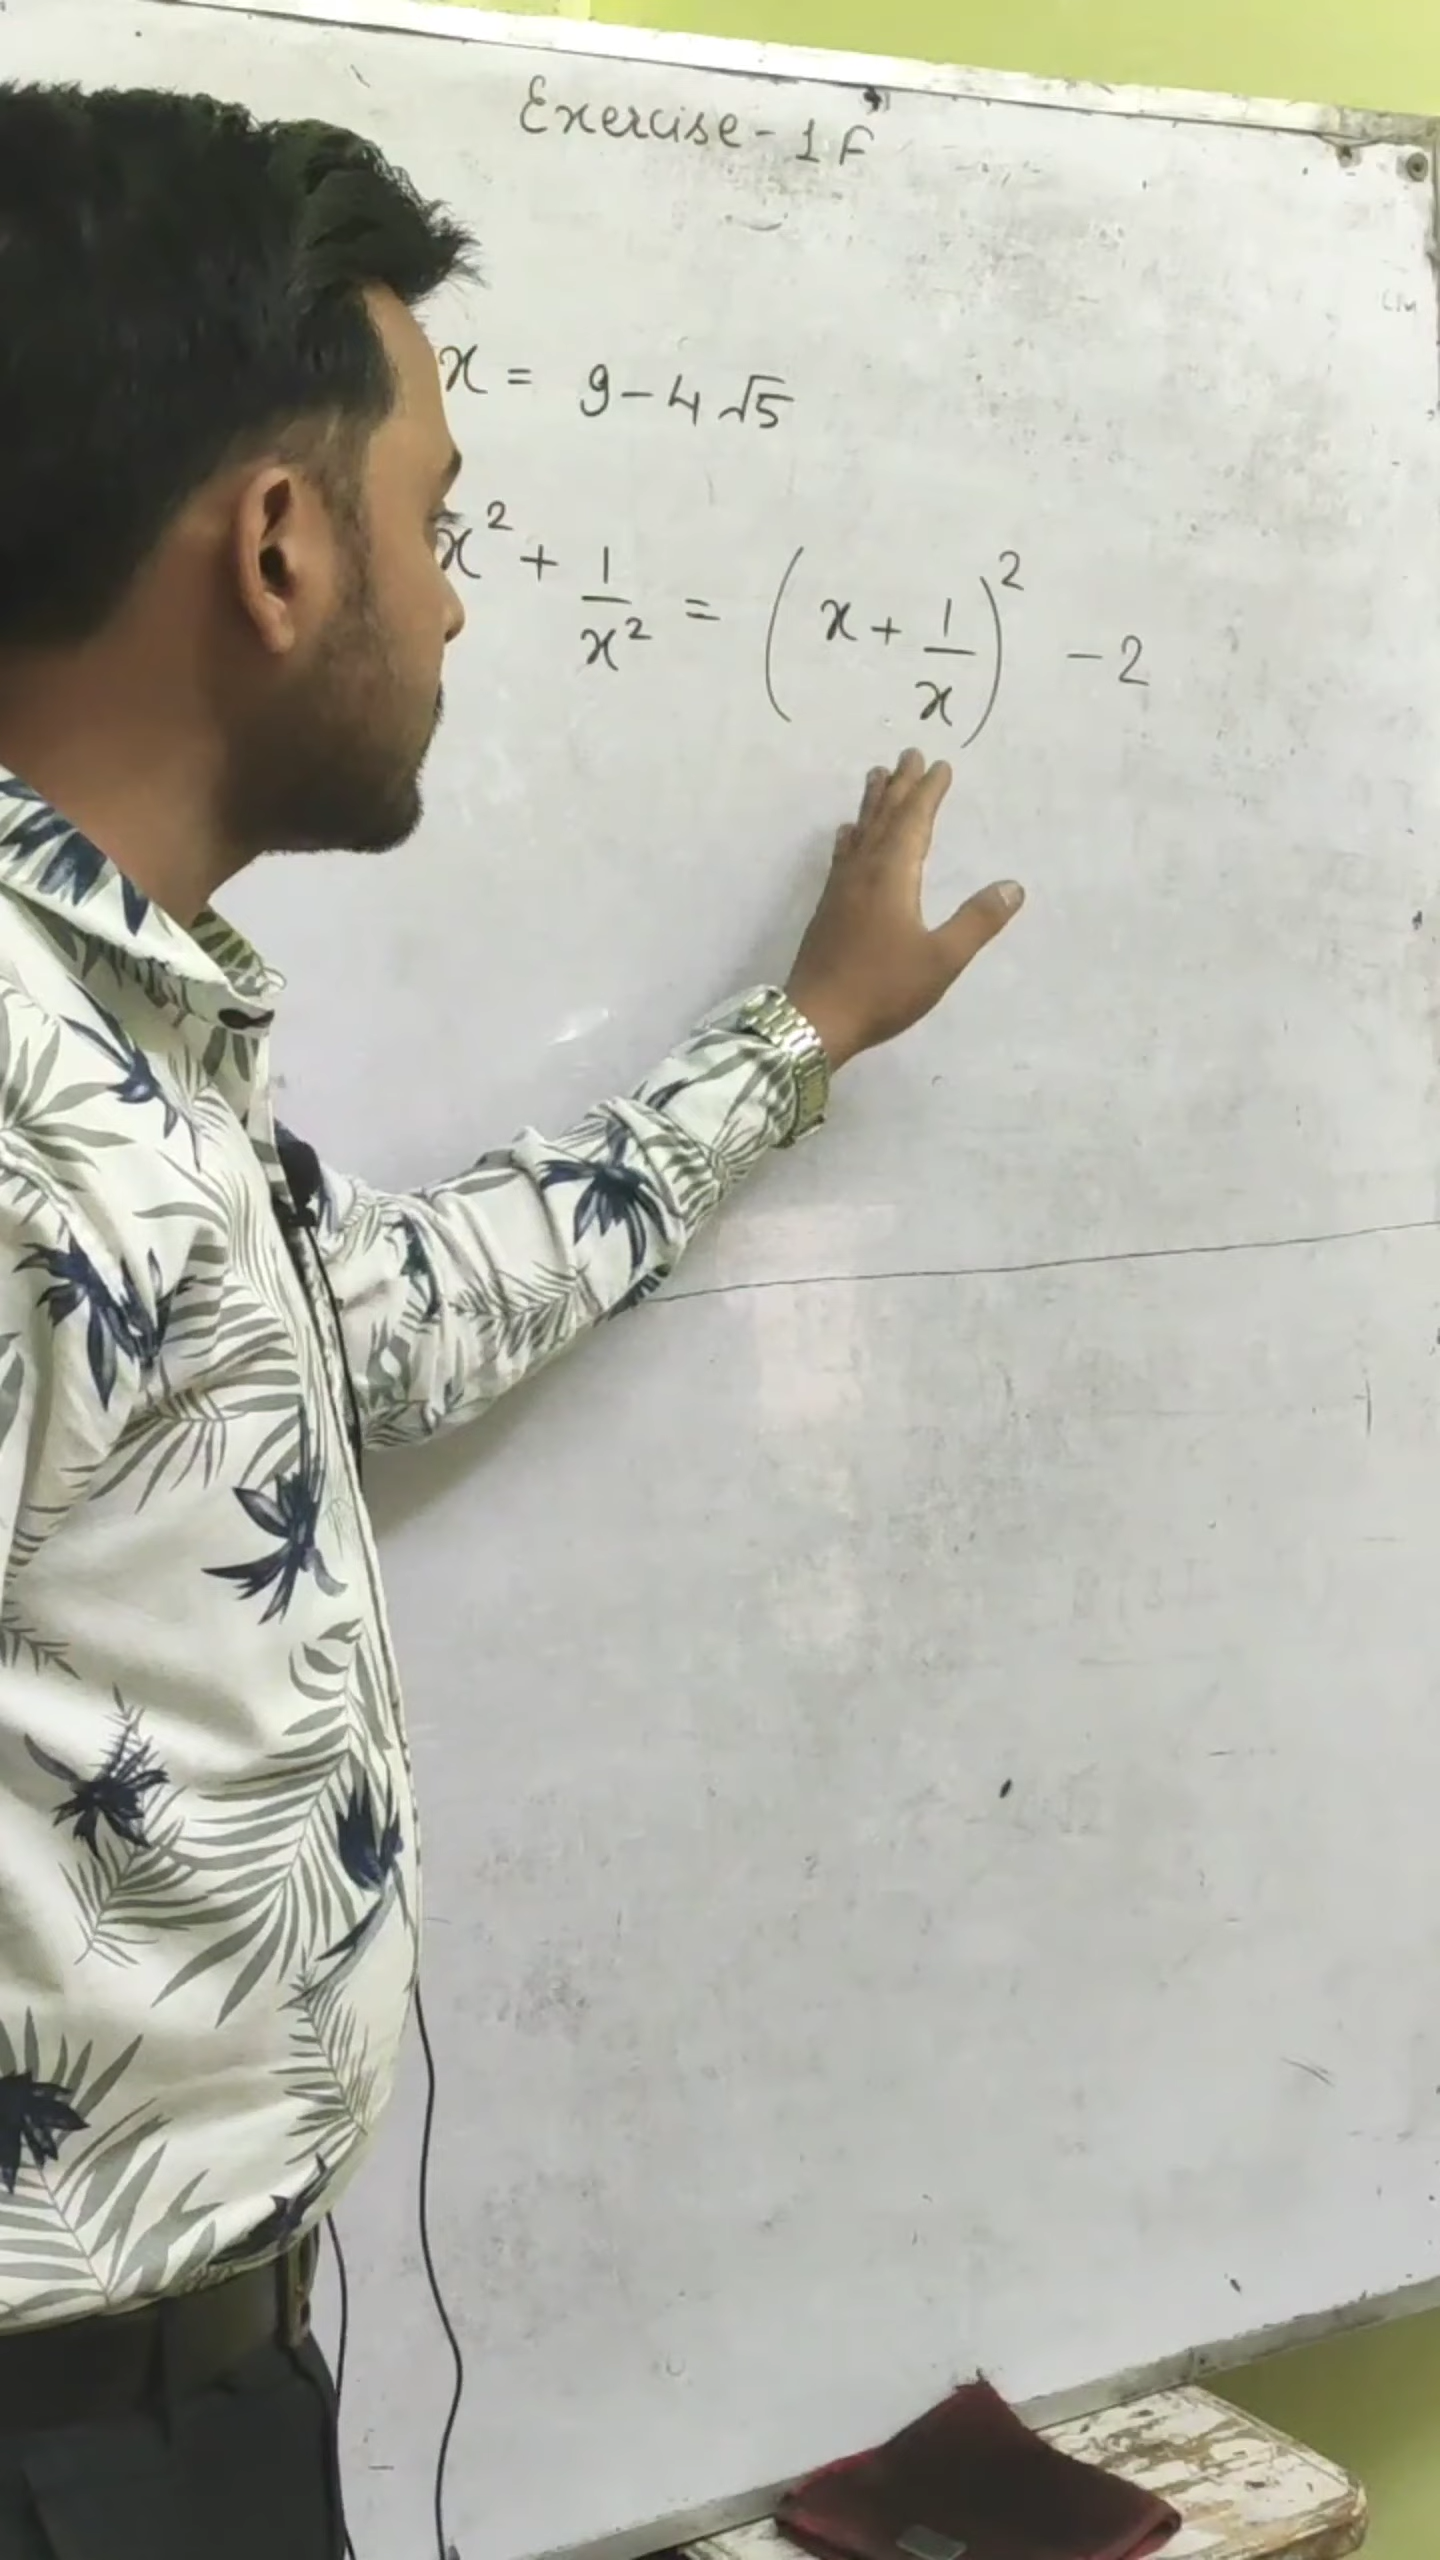 Exercise - 1F
x = 9 - 4√5
x² + 1/x² = (x + 1/x)² - 2